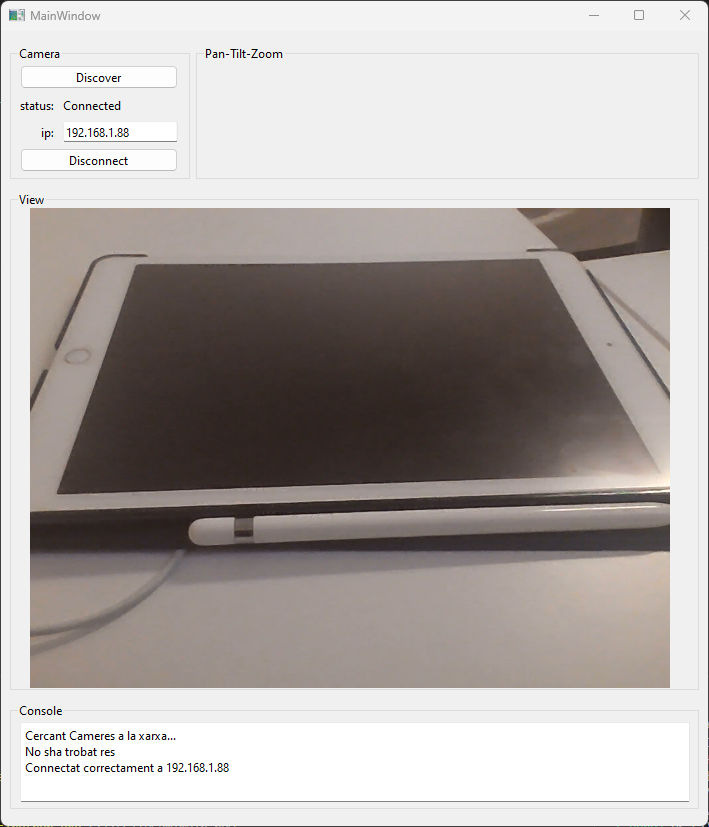 MainWindow
Camera
Discover
status: Connected
ip: 192.168.1.88
Disconnect
Pan-Tilt-Zoom
View
Console
Cercant Cameres a la xarxa...
No sha trobat res
Connectat correctament a 192.168.1.88